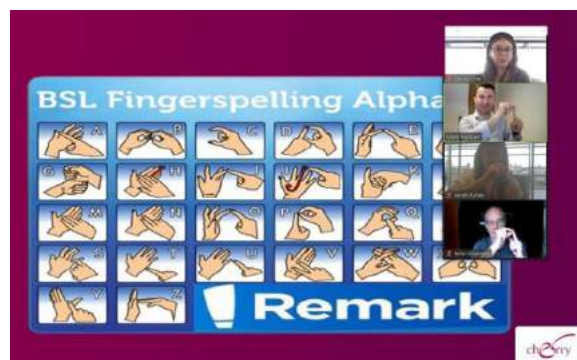 BSL Fingerspelling Alpha
A B C D E
G H I J K
M N O P Q
S T U V W
Y Z
Remark
cherry